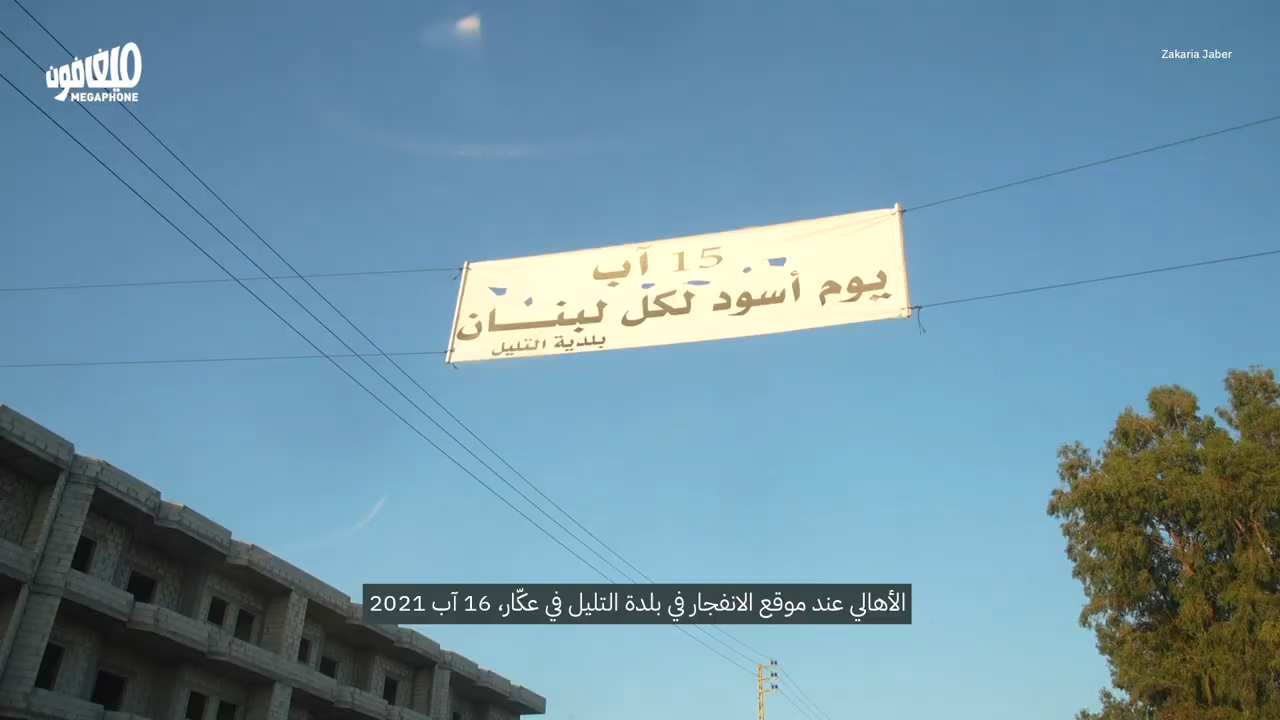 ميغافون
MEGAPHONE
Zakaria Jaber
15 آب
يوم أسود لكل لبنـــان
بلدية التليل
الأهالي عند موقع الانفجار في بلدة التليل في عكّار، 16 آب 2021